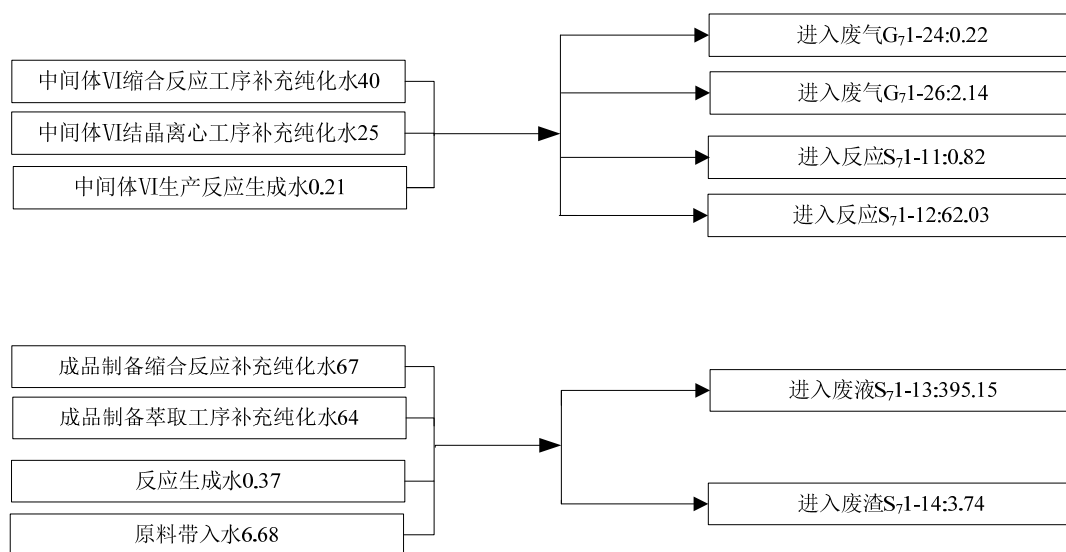 中间体Ⅵ缩合反应工序补充纯化水40
中间体Ⅵ结晶离心工序补充纯化水25
中间体Ⅵ生产反应生成水0.21
进入废气G₇1-24:0.22
进入废气G₇1-26:2.14
进入反应S₇1-11:0.82
进入反应S₇1-12:62.03
成品制备缩合反应补充纯化水67
成品制备萃取工序补充纯化水64
反应生成水0.37
原料带入水6.68
进入废液S₇1-13:395.15
进入废渣S₇1-14:3.74